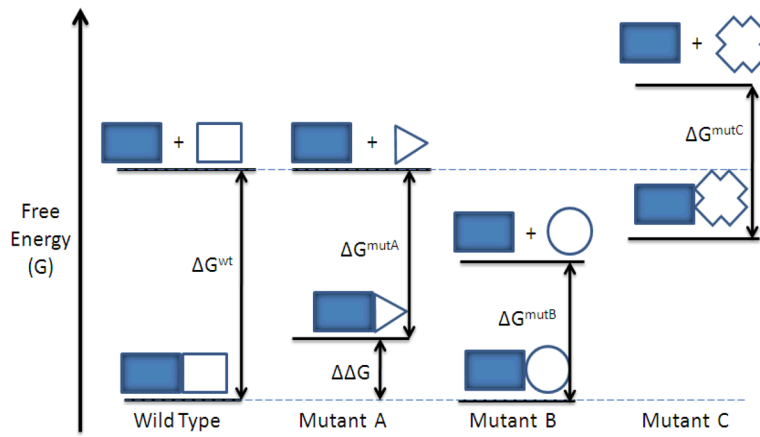 +
+
+
+
Free
Energy
(G)
ΔG^wt
ΔG^mutA
ΔG^mutB
ΔG^mutC
ΔΔG
Wild Type
Mutant A
Mutant B
Mutant C